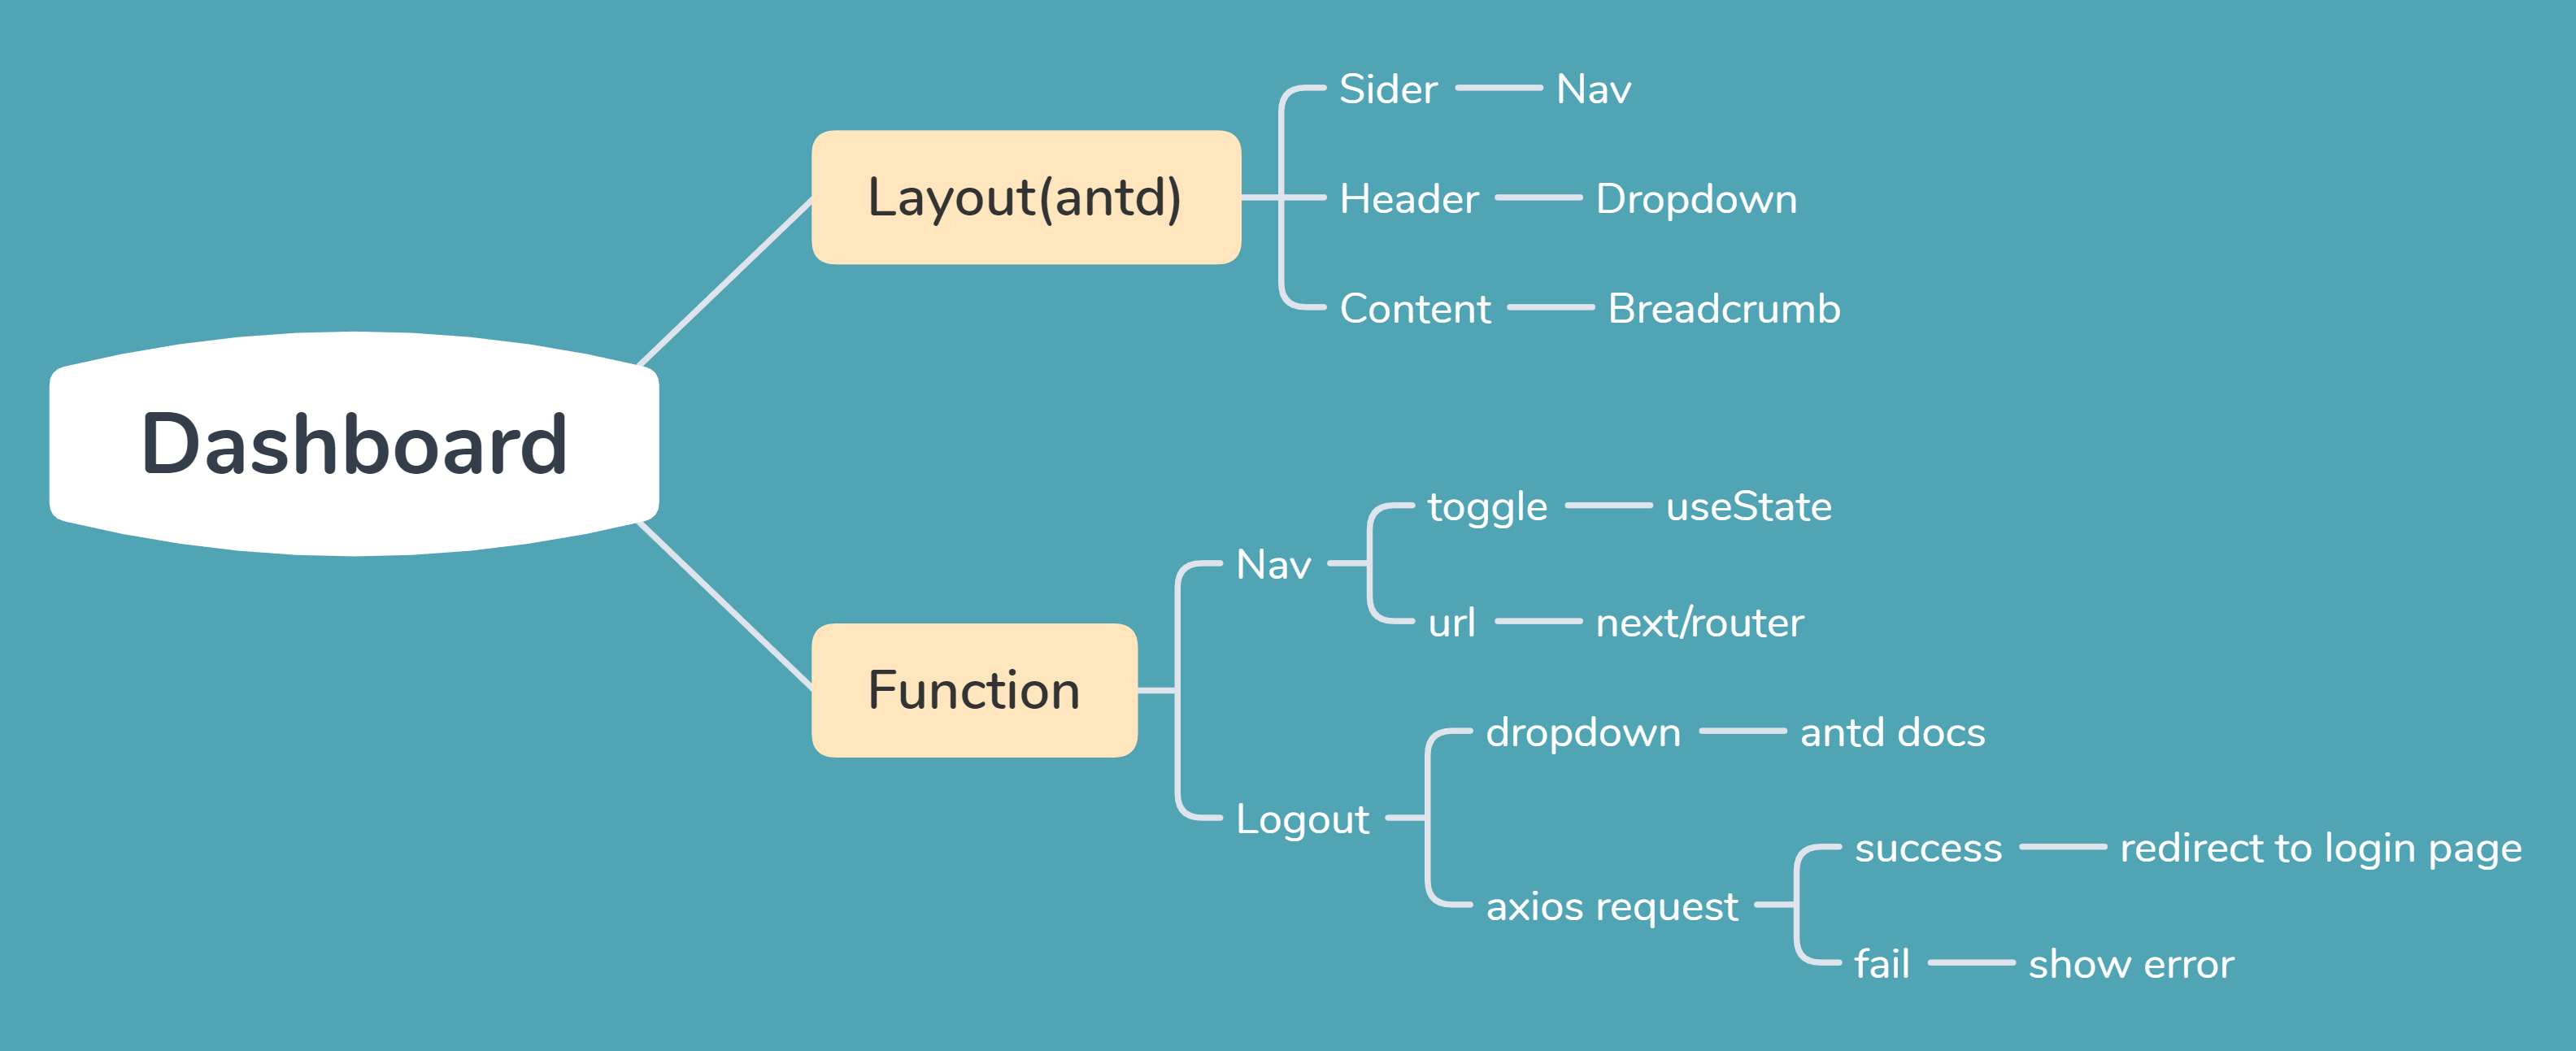 Dashboard
Layout(antd)
Sider
Nav
Header
Dropdown
Content
Breadcrumb
Function
Nav
toggle
useState
url
next/router
Logout
dropdown
antd docs
axios request
success
redirect to login page
fail
show error